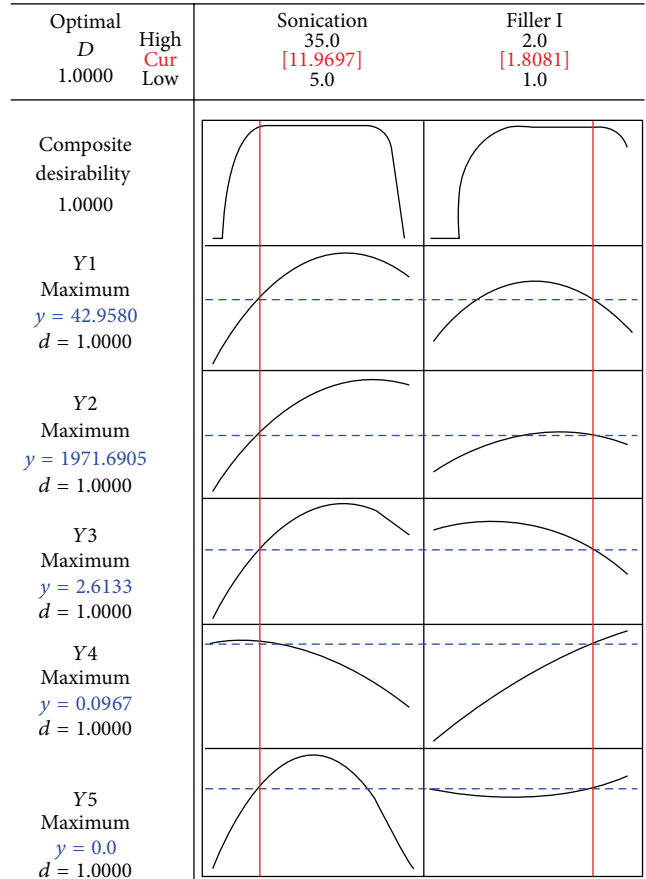 Optimal
D
1.0000
High
Cur
Low
Sonication
35.0
[11.9697]
5.0
Filler I
2.0
[1.8081]
1.0
Composite
desirability
1.0000
Y1
Maximum
y = 42.9580
d = 1.0000
Y2
Maximum
y = 1971.6905
d = 1.0000
Y3
Maximum
y = 2.6133
d = 1.0000
Y4
Maximum
y = 0.0967
d = 1.0000
Y5
Maximum
y = 0.0
d = 1.0000